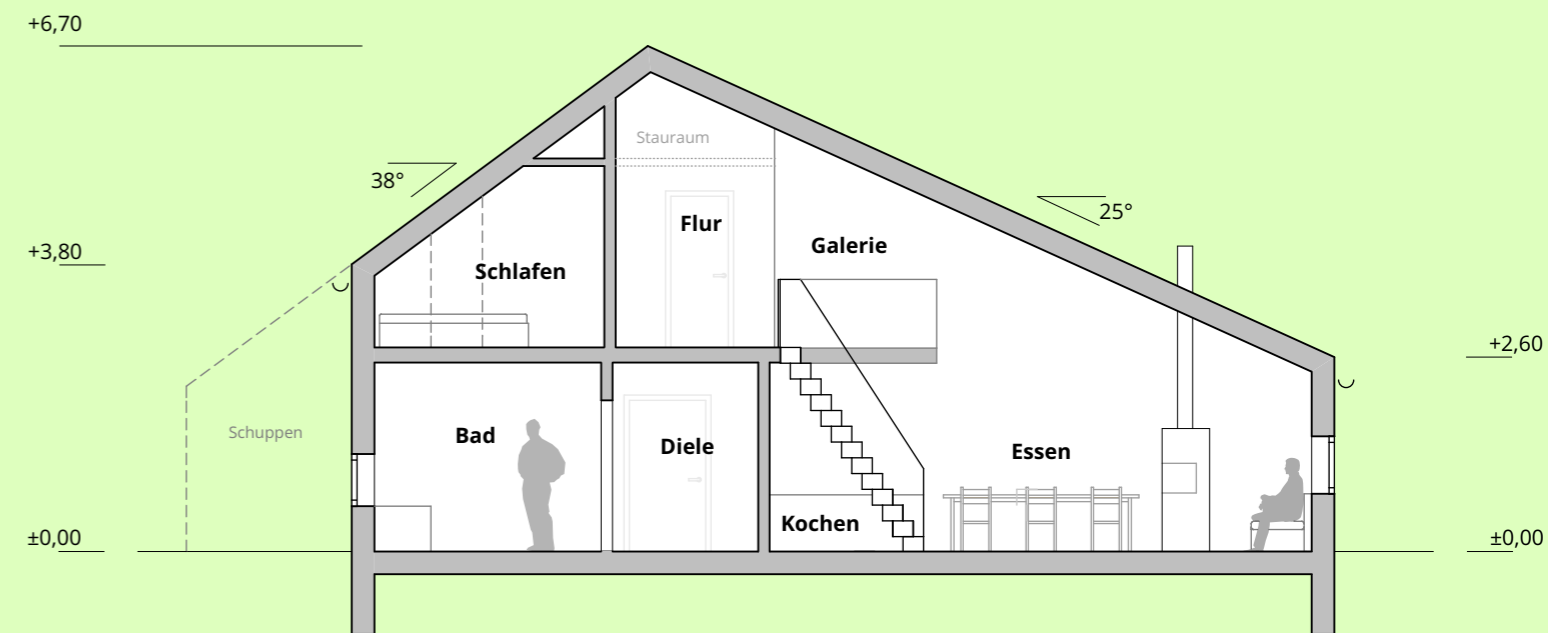 +6,70
Stauraum
38°
25°
Flur
Galerie
+3,80
Schlafen
+2,60
Schuppen
Bad
Diele
Essen
Kochen
±0,00
±0,00